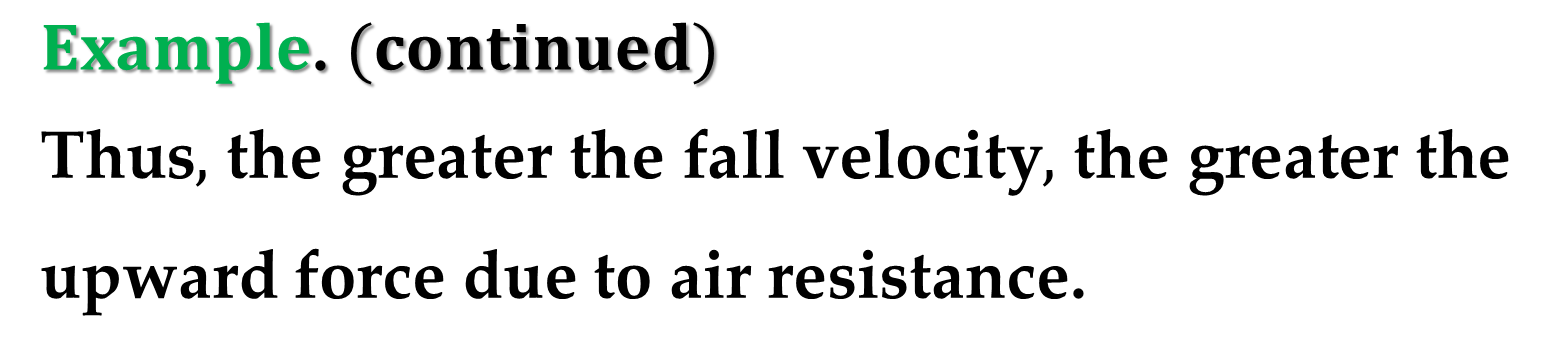 Example. (continued)
Thus, the greater the fall velocity, the greater the
upward force due to air resistance.